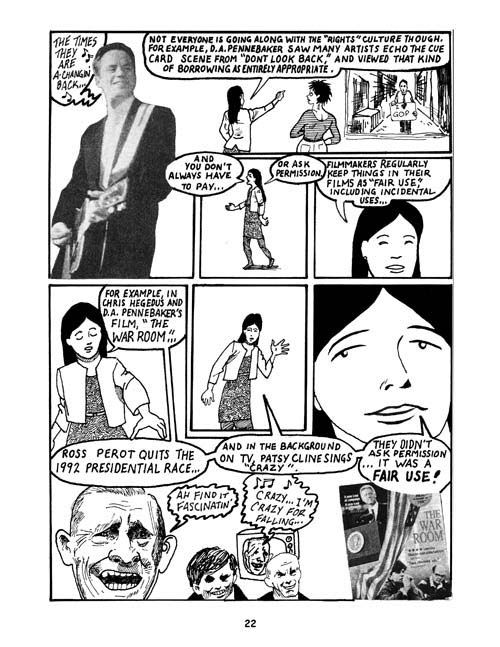 THE TIMES
THEY
ARE
A-CHANGIN
BACK...
NOT EVERYONE IS GOING ALONG WITH THE "RIGHTS" CULTURE THOUGH.
FOR EXAMPLE, D.A. PENNEBAKER SAW MANY ARTISTS ECHO THE CUE
CARD SCENE FROM "DONT LOOK BACK," AND VIEWED THAT KIND
OF BORROWING AS ENTIRELY APPROPRIATE.
GOP
AND
YOU DON'T
ALWAYS HAVE
TO PAY...
OR ASK
PERMISSION.
FILMMAKERS REGULARLY
KEEP THINGS IN THEIR
FILMS AS "FAIR USE,"
INCLUDING INCIDENTAL
USES...
FOR EXAMPLE, IN
CHRIS HEGEDUS AND
D.A. PENNEBAKER'S
FILM, "THE
WAR ROOM"...
ROSS PEROT QUITS THE
1992 PRESIDENTIAL RACE...
AND IN THE BACKGROUND
ON TV, PATSY CLINE SINGS
"CRAZY".
THEY DIDN'T
ASK PERMISSION
... IT WAS A
FAIR USE!
AH FIND IT
FASCINATIN'
CRAZY... I'M
CRAZY FOR
FALLING...
THE
WAR
ROOM
22